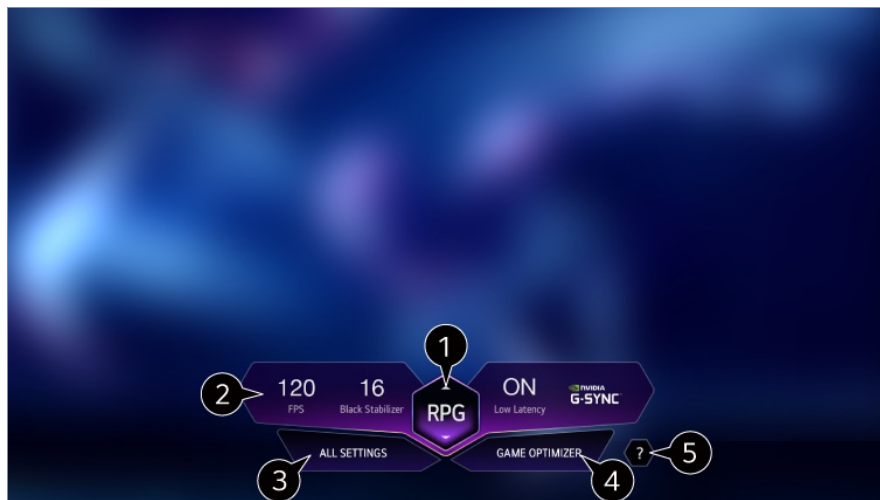 1
2
120
16
RPG
ON
NVIDIA
G-SYNC
FPS
Black Stabilizer
Low Latency
ALL SETTINGS
GAME OPTIMIZER
?
5
3
4